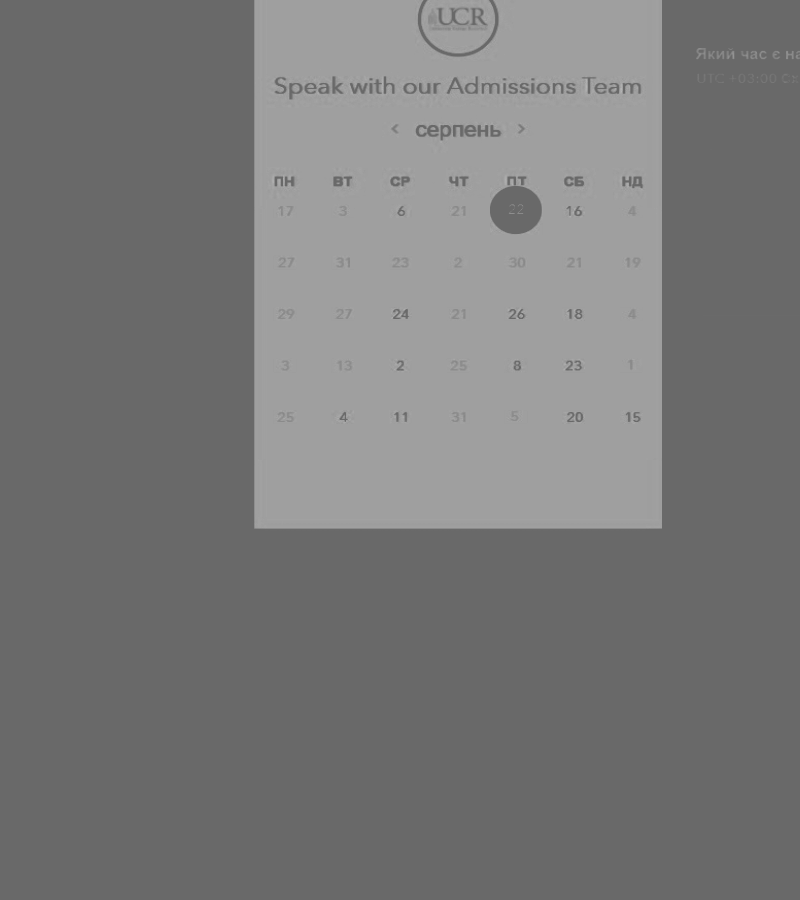 UCR
Speak with our Admissions Team
< серпень >
ПН ВТ СР ЧТ ПТ СБ НД
17 3 6 21 22 16 4
27 31 23 2 30 21 19
29 27 24 21 26 18 4
3 13 2 25 8 23 1
25 4 11 31 5 20 15
Який час є
UTC +03:00